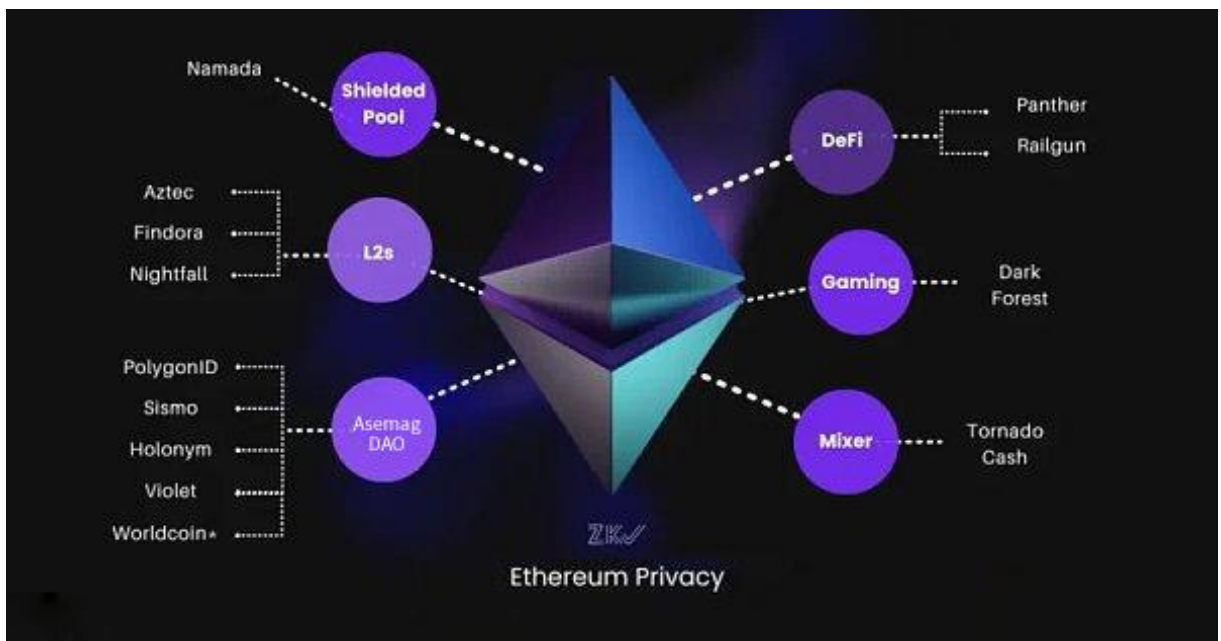 Namada
Shielded
Pool
Aztec
Findora
Nightfall
L2s
PolygonID
Sismo
Holonym
Violet
Worldcoin*
Asemag
DAO
DeFi
Panther
Railgun
Gaming
Dark
Forest
Mixer
Tornado
Cash
ZK
Ethereum Privacy